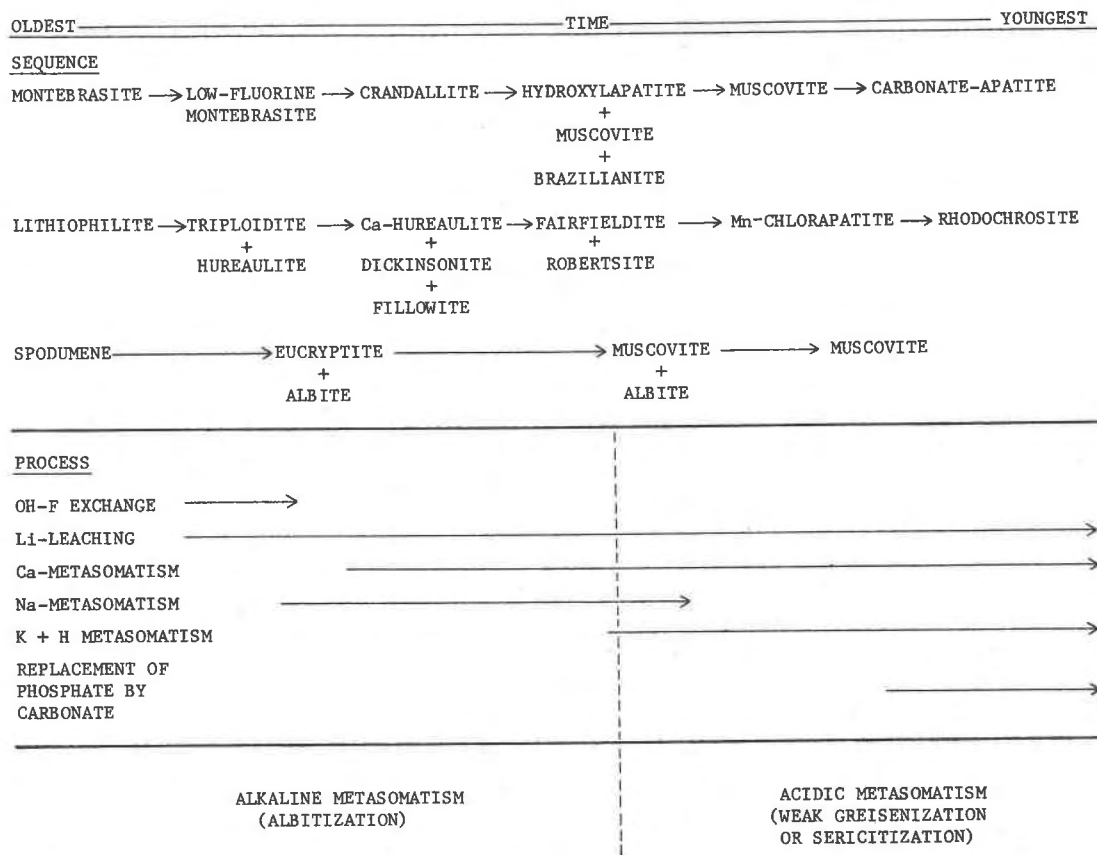 OLDEST TIME YOUNGEST
SEQUENCE
MONTEBRASITE → LOW-FLUORINE → CRANDALLITE → HYDROXYLAPATITE → MUSCOVITE → CARBONATE-APATITE
MONTEBRASITE +
MUSCOVITE
+
BRAZILIANITE
LITHIOPHILITE → TRIPLOIDITE → Ca-HUREAULITE → FAIRFIELDITE → Mn-CHLORAPATITE → RHODOCHROSITE
+ + +
HUREAULITE DICKINSONITE ROBERTSITE
+
FILLOWITE
SPODUMENE → EUCRYPTITE → MUSCOVITE → MUSCOVITE
+ +
ALBITE ALBITE
PROCESS
OH-F EXCHANGE
Li-LEACHING
Ca-METASOMATISM
Na-METASOMATISM
K + H METASOMATISM
REPLACEMENT OF
PHOSPHATE BY
CARBONATE
ALKALINE METASOMATISM
(ALBITIZATION)
ACIDIC METASOMATISM
(WEAK GREISENIZATION
OR SERICITIZATION)